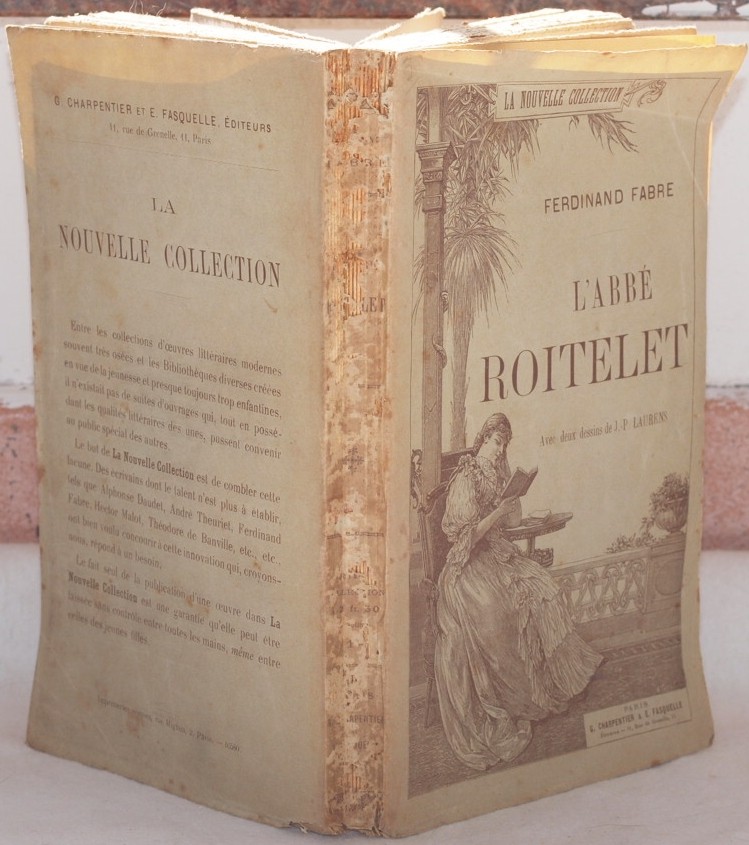 G. CHARPENTIER ET E. FASQUELLE, ÉDITEURS
11, rue de Grenelle, 11, Paris
LA
NOUVELLE COLLECTION
Entre les collections d'œuvres littéraires modernes
souvent très osées et les Bibliothèques diverses créées
en vue de la jeunesse et presque toujours trop enfantines,
il n'existait pas de suites d'ouvrages qui, tout en possé-
dant les qualités littéraires des unes, pussent convenir
au public spécial des autres.
Le but de La Nouvelle Collection est de combler cette
lacune. Des écrivains dont le talent n'est plus à établir,
tels que Alphonse Daudet, André Theuriet, Ferdinand
Fabre, Hector Malot, Théodore de Banville, etc., etc.,
ont bien voulu concourir à cette innovation qui, croyons-
nous, répond à un besoin.
Le fait seul de la publication d'une œuvre dans La
Nouvelle Collection est une garantie qu'elle peut être
laissée sans contrôle entre toutes les mains, même entre
celles des jeunes filles.
LA NOUVELLE COLLECTION
FERDINAND FABRE
L'ABBÉ
ROITELET
Avec deux dessins de J.-P. LAURENS
PARIS
G. CHARPENTIER & E. FASQUELLE
11, Rue de Grenelle, 11